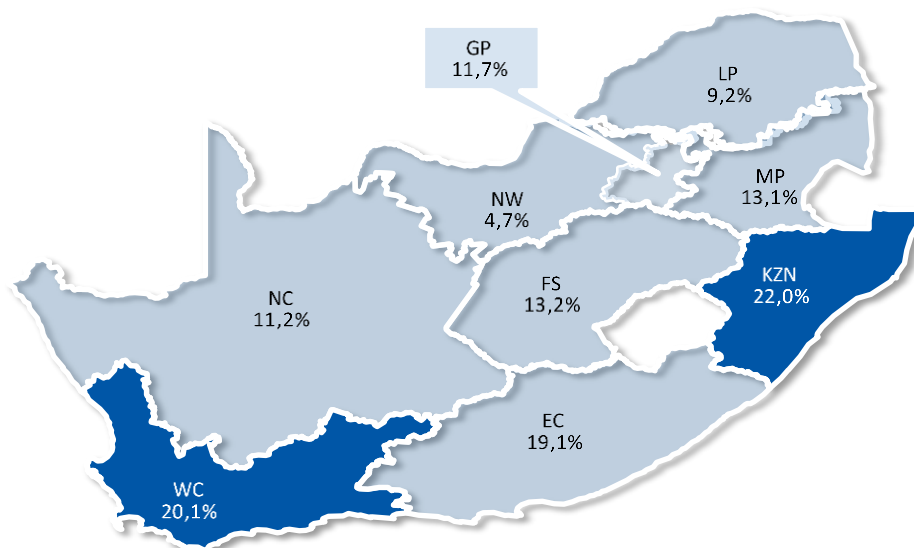 GP
11,7%
LP
9,2%
MP
13,1%
NW
4,7%
KZN
22,0%
FS
13,2%
NC
11,2%
EC
19,1%
WC
20,1%